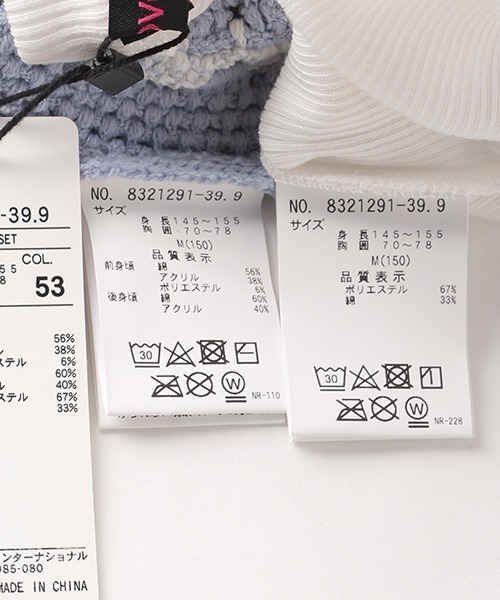 OVV
-39.9
SET
55
8
COL.
53
56%
ン 38%
ステル 6%
60%
ン 40%
ステル 67%
33%
ンターナショナル
085-080
MADE IN CHINA
NO. 8321291-39.9
サイズ
身 長 145～155
胸 囲 70～78
M(150)
品質表示
前身頃 綿 56%
アクリル 38%
ポリエステル 6%
後身頃 綿 60%
アクリル 40%
30
W
NR-110
NO. 8321291-39.9
サイズ
身 長 145～155
胸 囲 70～78
M(150)
品質表示
ポリエステル 67%
綿 33%
30
W
NR-228